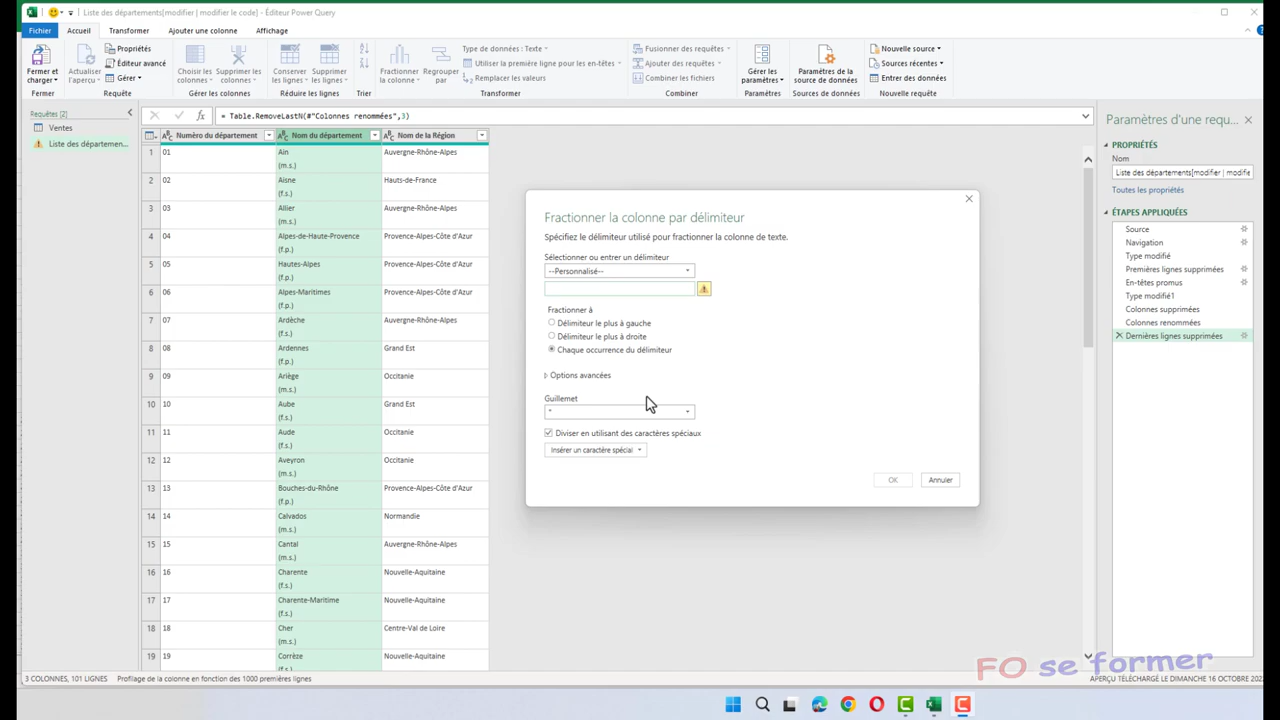 Liste des départements[modifier | modifier le code] - Éditeur Power Query
Fichier Accueil Transformer Ajouter une colonne Affichage
Fermer et charger
Fermer
Actualiser l'aperçu
Propriétés
Éditeur avancé
Gérer
Requête
Choisir les colonnes
Supprimer les colonnes
Gérer les colonnes
Conserver les lignes
Supprimer les lignes
Réduire les lignes
Trier
Fractionner la colonne
Regrouper par
Type de données : Texte
Utiliser la première ligne pour les en-têtes
Remplacer les valeurs
Transformer
Fusionner des requêtes
Ajouter des requêtes
Combiner les fichiers
Combiner
Gérer les paramètres
Paramètres
Paramètres de la source de données
Sources de données
Nouvelle source
Sources récentes
Entrer des données
Nouvelle requête
Requêtes [2]
Ventes
Liste des départemen...
= Table.RemoveLastN(#"Colonnes renommées",3)
Numéro du département Nom du département Nom de la Région
1 01 Ain Auvergne-Rhône-Alpes
(m.s.)
2 02 Aisne Hauts-de-France
(f.s.)
3 03 Allier Auvergne-Rhône-Alpes
(m.s.)
4 04 Alpes-de-Haute-Provence Provence-Alpes-Côte d'Azur
(f.p.)
5 05 Hautes-Alpes Provence-Alpes-Côte d'Azur
(f.p.)
6 06 Alpes-Maritimes Provence-Alpes-Côte d'Azur
(f.p.)
7 07 Ardèche Auvergne-Rhône-Alpes
(f.s.)
8 08 Ardennes Grand Est
(f.p.)
9 09 Ariège Occitanie
(m.s.)
10 10 Aube Grand Est
(f.s.)
11 11 Aude Occitanie
(f.s.)
12 12 Aveyron Occitanie
(m.s.)
13 13 Bouches-du-Rhône Provence-Alpes-Côte d'Azur
(f.p.)
14 14 Calvados Normandie
(m.s.)
15 15 Cantal Auvergne-Rhône-Alpes
(m.s.)
16 16 Charente Nouvelle-Aquitaine
(f.s.)
17 17 Charente-Maritime Nouvelle-Aquitaine
(f.s.)
18 18 Cher Centre-Val de Loire
(m.s.)
19 19 Corrèze Nouvelle-Aquitaine
(f.s.)
Fractionner la colonne par délimiteur
Spécifiez le délimiteur utilisé pour fractionner la colonne de texte.
Sélectionner ou entrer un délimiteur
--Personnalisé--
Fractionner à
Délimiteur le plus à gauche
Délimiteur le plus à droite
Chaque occurrence du délimiteur
Options avancées
Guillemet
"
Diviser en utilisant des caractères spéciaux
Insérer un caractère spécial
OK Annuler
Paramètres d'une requ...
PROPRIÉTÉS
Nom
Liste des départements[modifier | modifie
Toutes les propriétés
ÉTAPES APPLIQUÉES
Source
Navigation
Type modifié
Premières lignes supprimées
En-têtes promus
Type modifié1
Colonnes supprimées
Colonnes renommées
Dernières lignes supprimées
FO se former
3 COLONNES, 101 LIGNES Profilage de la colonne en fonction des 1000 premières lignes
APERÇU TÉLÉCHARGÉ LE DIMANCHE 16 OCTOBRE 202